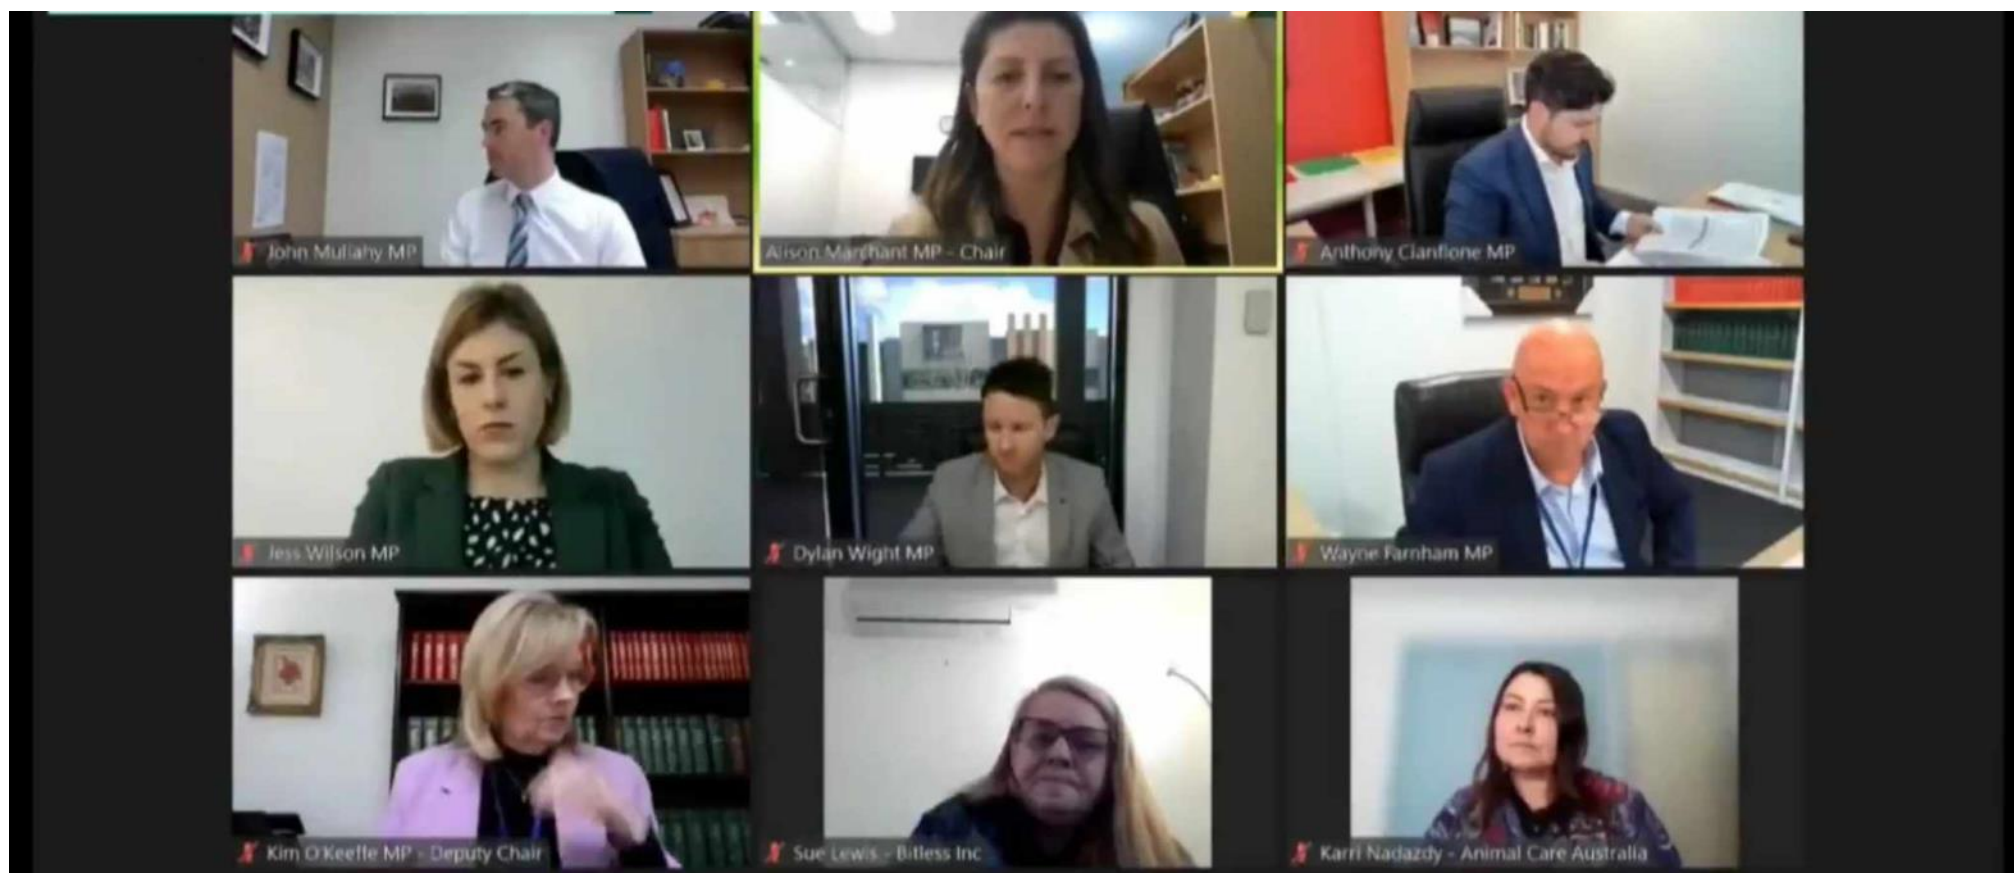 John Mullahy MP
Alison Marchant MP - Chair
Anthony Cianflone MP
Jess Wilson MP
Dylan Wight MP
Wayne Farnham MP
Kim O'Keeffe MP - Deputy Chair
Sue Lewis - Bitless Inc
Karri Nadazdy - Animal Care Australia